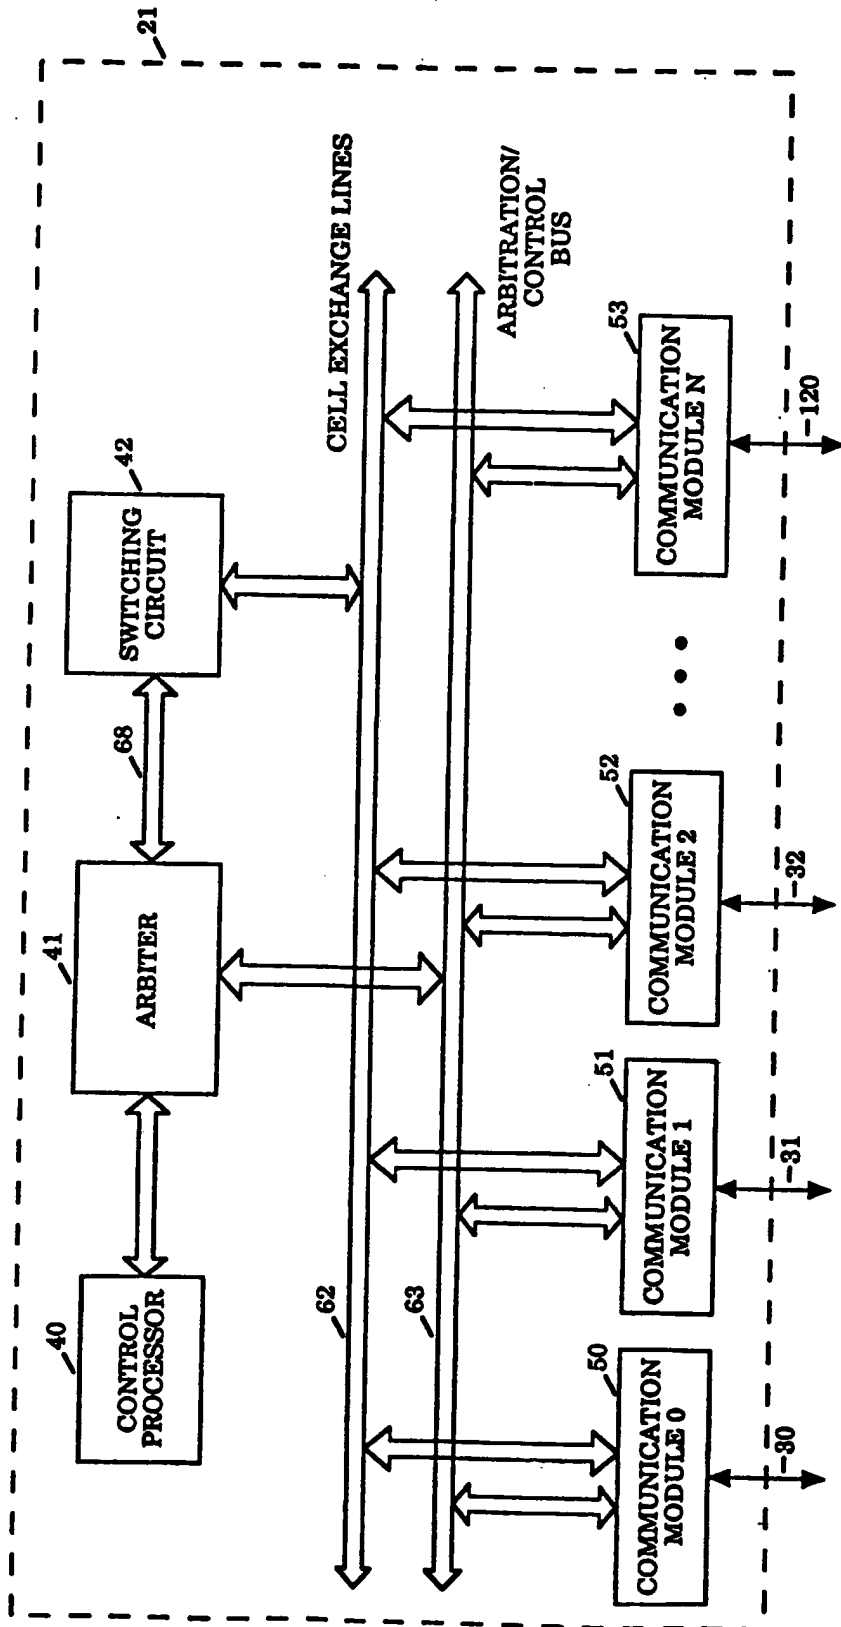 21
40
CONTROL
PROCESSOR
41
ARBITER
68
42
SWITCHING
CIRCUIT
62
CELL EXCHANGE LINES
63
ARBITRATION/
CONTROL
BUS
50
COMMUNICATION
MODULE 0
51
COMMUNICATION
MODULE 1
52
COMMUNICATION
MODULE 2
53
COMMUNICATION
MODULE N
30
31
32
120